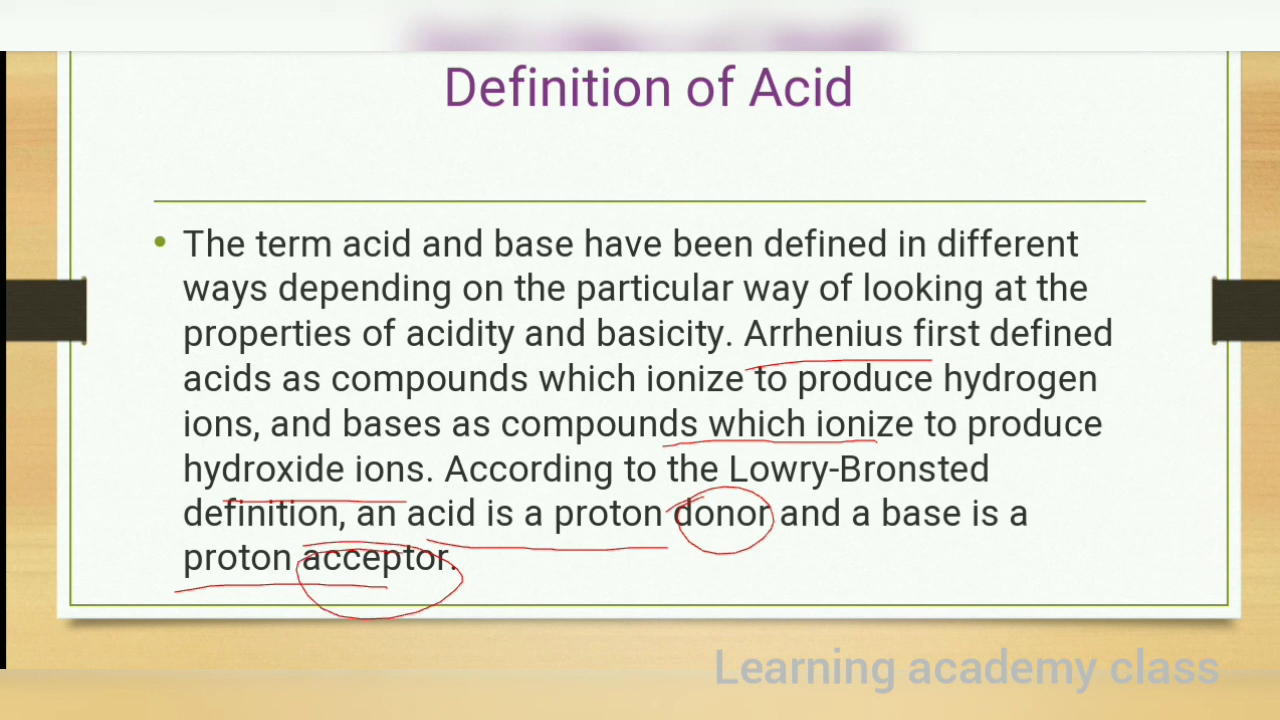 Definition of Acid
• The term acid and base have been defined in different
ways depending on the particular way of looking at the
properties of acidity and basicity. Arrhenius first defined
acids as compounds which ionize to produce hydrogen
ions, and bases as compounds which ionize to produce
hydroxide ions. According to the Lowry-Bronsted
definition, an acid is a proton donor and a base is a
proton acceptor.
Learning academy class